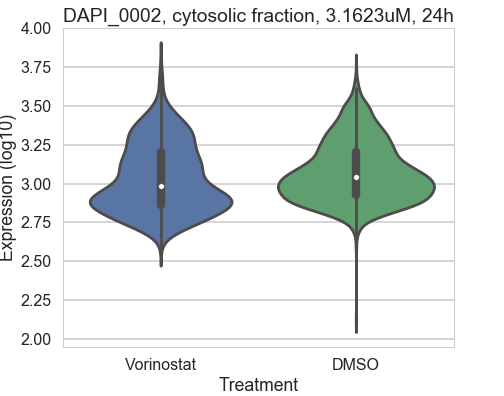 DAPI_0002, cytosolic fraction, 3.1623uM, 24h
4.00
3.75
3.50
3.25
3.00
2.75
2.50
2.25
2.00
Expression (log10)
Vorinostat
DMSO
Treatment